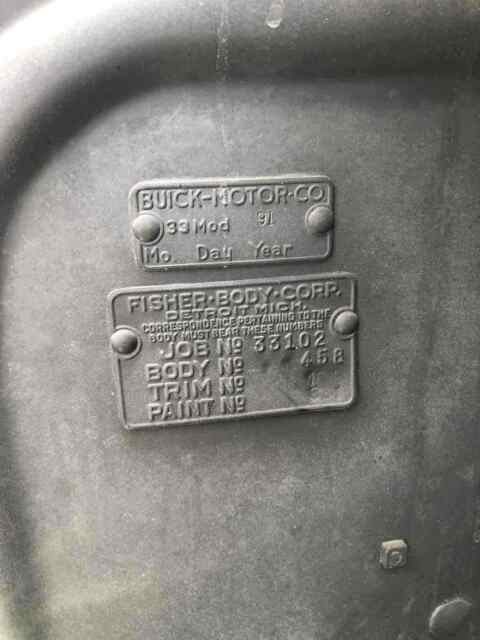 BUICK-MOTOR-CO
33 Mod 91
Mo. Day Year
FISHER-BODY-CORP.
DETROIT MICH.
CORRESPONDENCE PERTAINING TO THE
BODY MUST BEAR THESE NUMBERS
JOB Nº 33102
BODY Nº 458
TRIM Nº 1
PAINT Nº